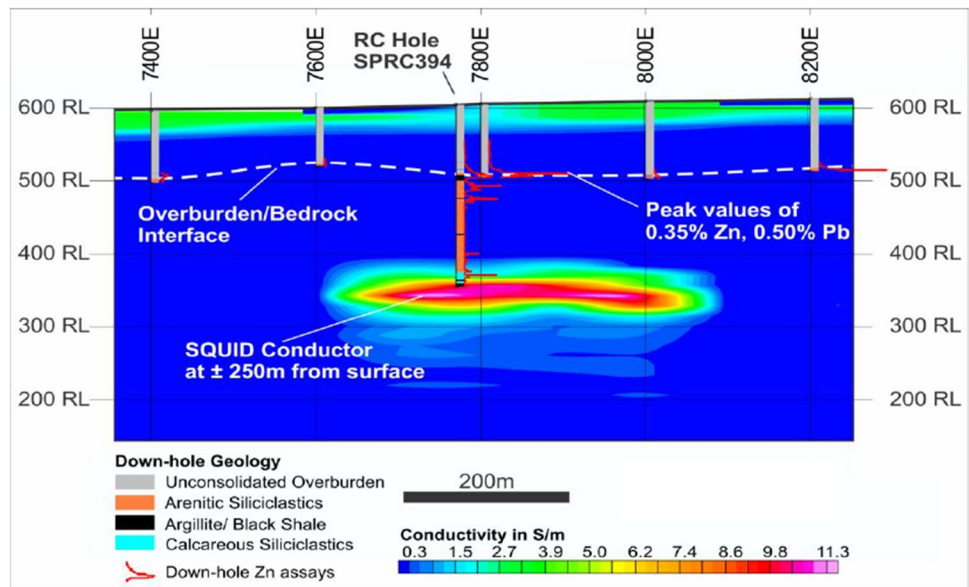 7400E
7600E
RC Hole
SPRC394
7800E
8000E
8200E
600 RL
600 RL
500 RL
500 RL
Overburden/Bedrock
Interface
Peak values of
0.35% Zn, 0.50% Pb
400 RL
400 RL
300 RL
300 RL
SQUID Conductor
at ± 250m from surface
200 RL
200 RL
Down-hole Geology
Unconsolidated Overburden
Arenitic Siliciclastics
Argillite/ Black Shale
Calcareous Siliciclastics
Down-hole Zn assays
200m
Conductivity in S/m
0.3 1.5 2.7 3.9 5.0 6.2 7.4 8.6 9.8 11.3